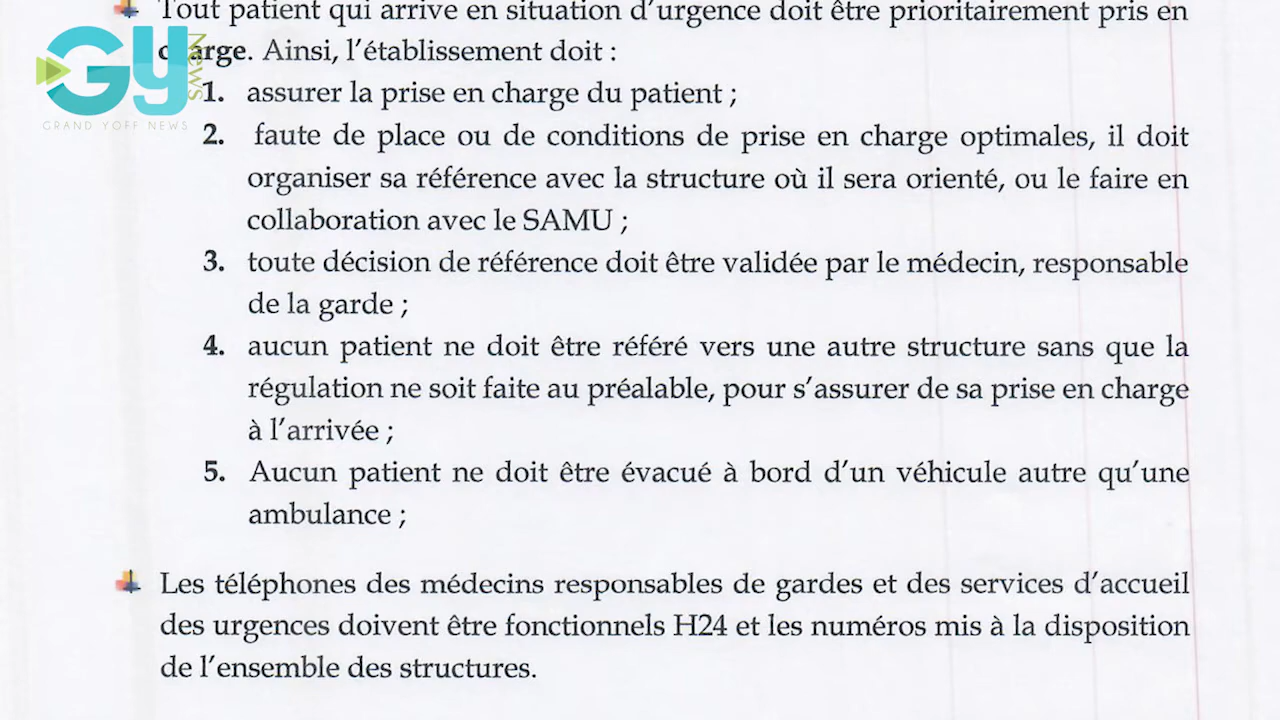 Tout patient qui arrive en situation d'urgence doit être prioritairement pris en
charge. Ainsi, l'établissement doit :
GY
News
GRAND YOFF NEWS
1. assurer la prise en charge du patient ;
2. faute de place ou de conditions de prise en charge optimales, il doit
organiser sa référence avec la structure où il sera orienté, ou le faire en
collaboration avec le SAMU ;
3. toute décision de référence doit être validée par le médecin, responsable
de la garde ;
4. aucun patient ne doit être référé vers une autre structure sans que la
régulation ne soit faite au préalable, pour s'assurer de sa prise en charge
à l'arrivée ;
5. Aucun patient ne doit être évacué à bord d'un véhicule autre qu'une
ambulance ;
Les téléphones des médecins responsables de gardes et des services d'accueil
des urgences doivent être fonctionnels H24 et les numéros mis à la disposition
de l'ensemble des structures.